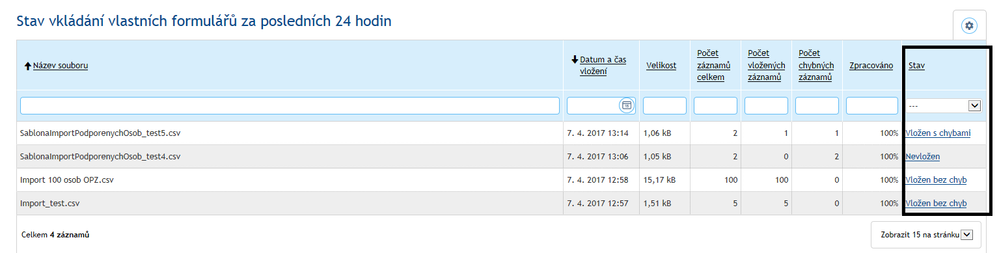 Stav vkládání vlastních formulářů za posledních 24 hodin
Název souboru
Datum a čas
vložení
Velikost
Počet
záznamů
celkem
Počet
vložených
záznamů
Počet
chybných
záznamů
Zpracováno
Stav
15
---
SablonaImportPodporenychOsob_test5.csv 7. 4. 2017 13:14 1,06 kB 2 1 1 100% Vložen s chybami
SablonaImportPodporenychOsob_test4.csv 7. 4. 2017 13:06 1,05 kB 2 0 2 100% Nevložen
Import 100 osob OPZ.csv 7. 4. 2017 12:58 15,17 kB 100 100 0 100% Vložen bez chyb
Import_test.csv 7. 4. 2017 12:57 1,51 kB 5 5 0 100% Vložen bez chyb
Celkem 4 záznamů
Zobrazit 15 na stránku